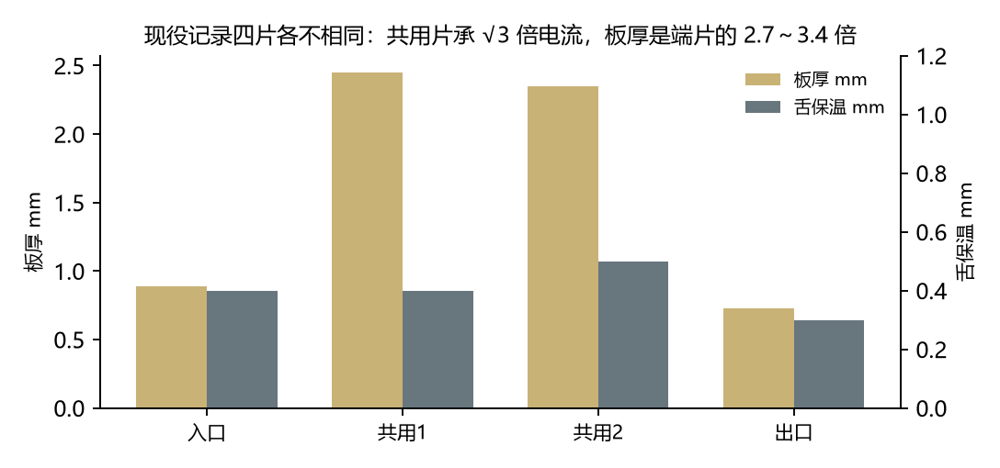 现役记录四片各不相同：共用片承 √3 倍电流，板厚是端片的 2.7～3.4 倍
板厚 mm
舌保温 mm
板厚 mm
2.5
2.0
1.5
1.0
0.5
0.0
舌保温 mm
1.2
1.0
0.8
0.6
0.4
0.2
0.0
入口
共用1
共用2
出口